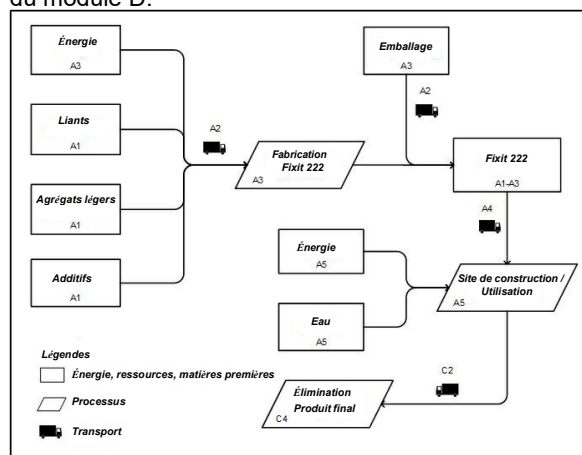 du module D.
Énergie
A3
Emballage
A3
A2
Liants
A1
A2
Fabrication
Fixit 222
A3
Fixit 222
A1-A3
Agrégats légers
A1
A4
Énergie
A5
Additifs
A1
Site de construction /
Utilisation
A5
Eau
A5
Légendes
Énergie, ressources, matières premières
C2
Processus
Élimination
Produit final
C4
Transport